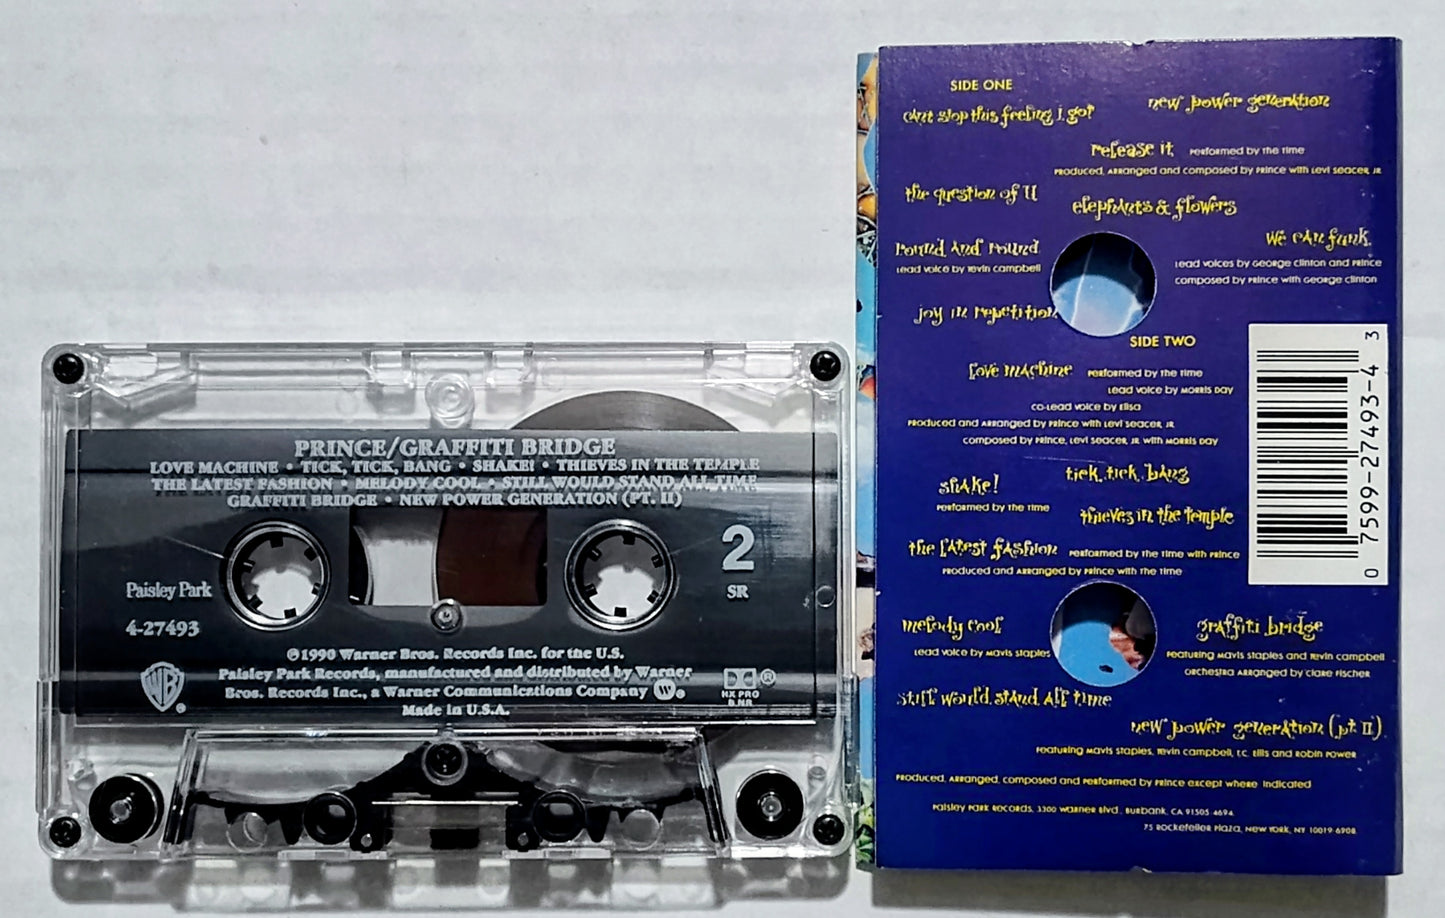 PRINCE/GRAFFITI BRIDGE
LOVE MACHINE • TICK, TICK, BANG • SHAKE! • THIEVES IN THE TEMPLE
THE LATEST FASHION • MELODY COOL • STILL WOULD STAND ALL TIME
GRAFFITI BRIDGE • NEW POWER GENERATION (PT. II)
2
SR
Paisley Park
4-27493
℗1990 Warner Bros. Records Inc. for the U.S.
Paisley Park Records, manufactured and distributed by Warner
Bros. Records Inc., a Warner Communications Company
Made in U.S.A.
WB®
®
HX PRO
B NR
SIDE ONE
can't stop this feeling I got
new power generation
release it performed by the time
produced, arranged and composed by prince with levi seacer, jr.
the question of U
elephants & flowers
round and round
lead voice by tevin campbell
we can funk
lead voices by george clinton and prince
composed by prince with george clinton
joy in repetition
SIDE TWO
love machine performed by the time
lead voice by morris day
co-lead voice by elisa
produced and arranged by prince with levi seacer, jr.
composed by prince, levi seacer, jr. with morris day
tick, tick, bang
shake!
performed by the time
thieves in the temple
the latest fashion performed by the time with prince
produced and arranged by prince with the time
melody cool
lead voice by mavis staples
graffiti bridge
featuring mavis staples and tevin campbell
orchestra arranged by clare fischer
still would stand all time
new power generation (pt. II)
featuring mavis staples, tevin campbell, t.c. ellis and robin power
produced, arranged, composed and performed by prince except where indicated
paisley park records, 3300 warner blvd., burbank, ca 91505-4694
75 rockefeller plaza, new york, ny 10019-6908
0 7599-27493-4 3